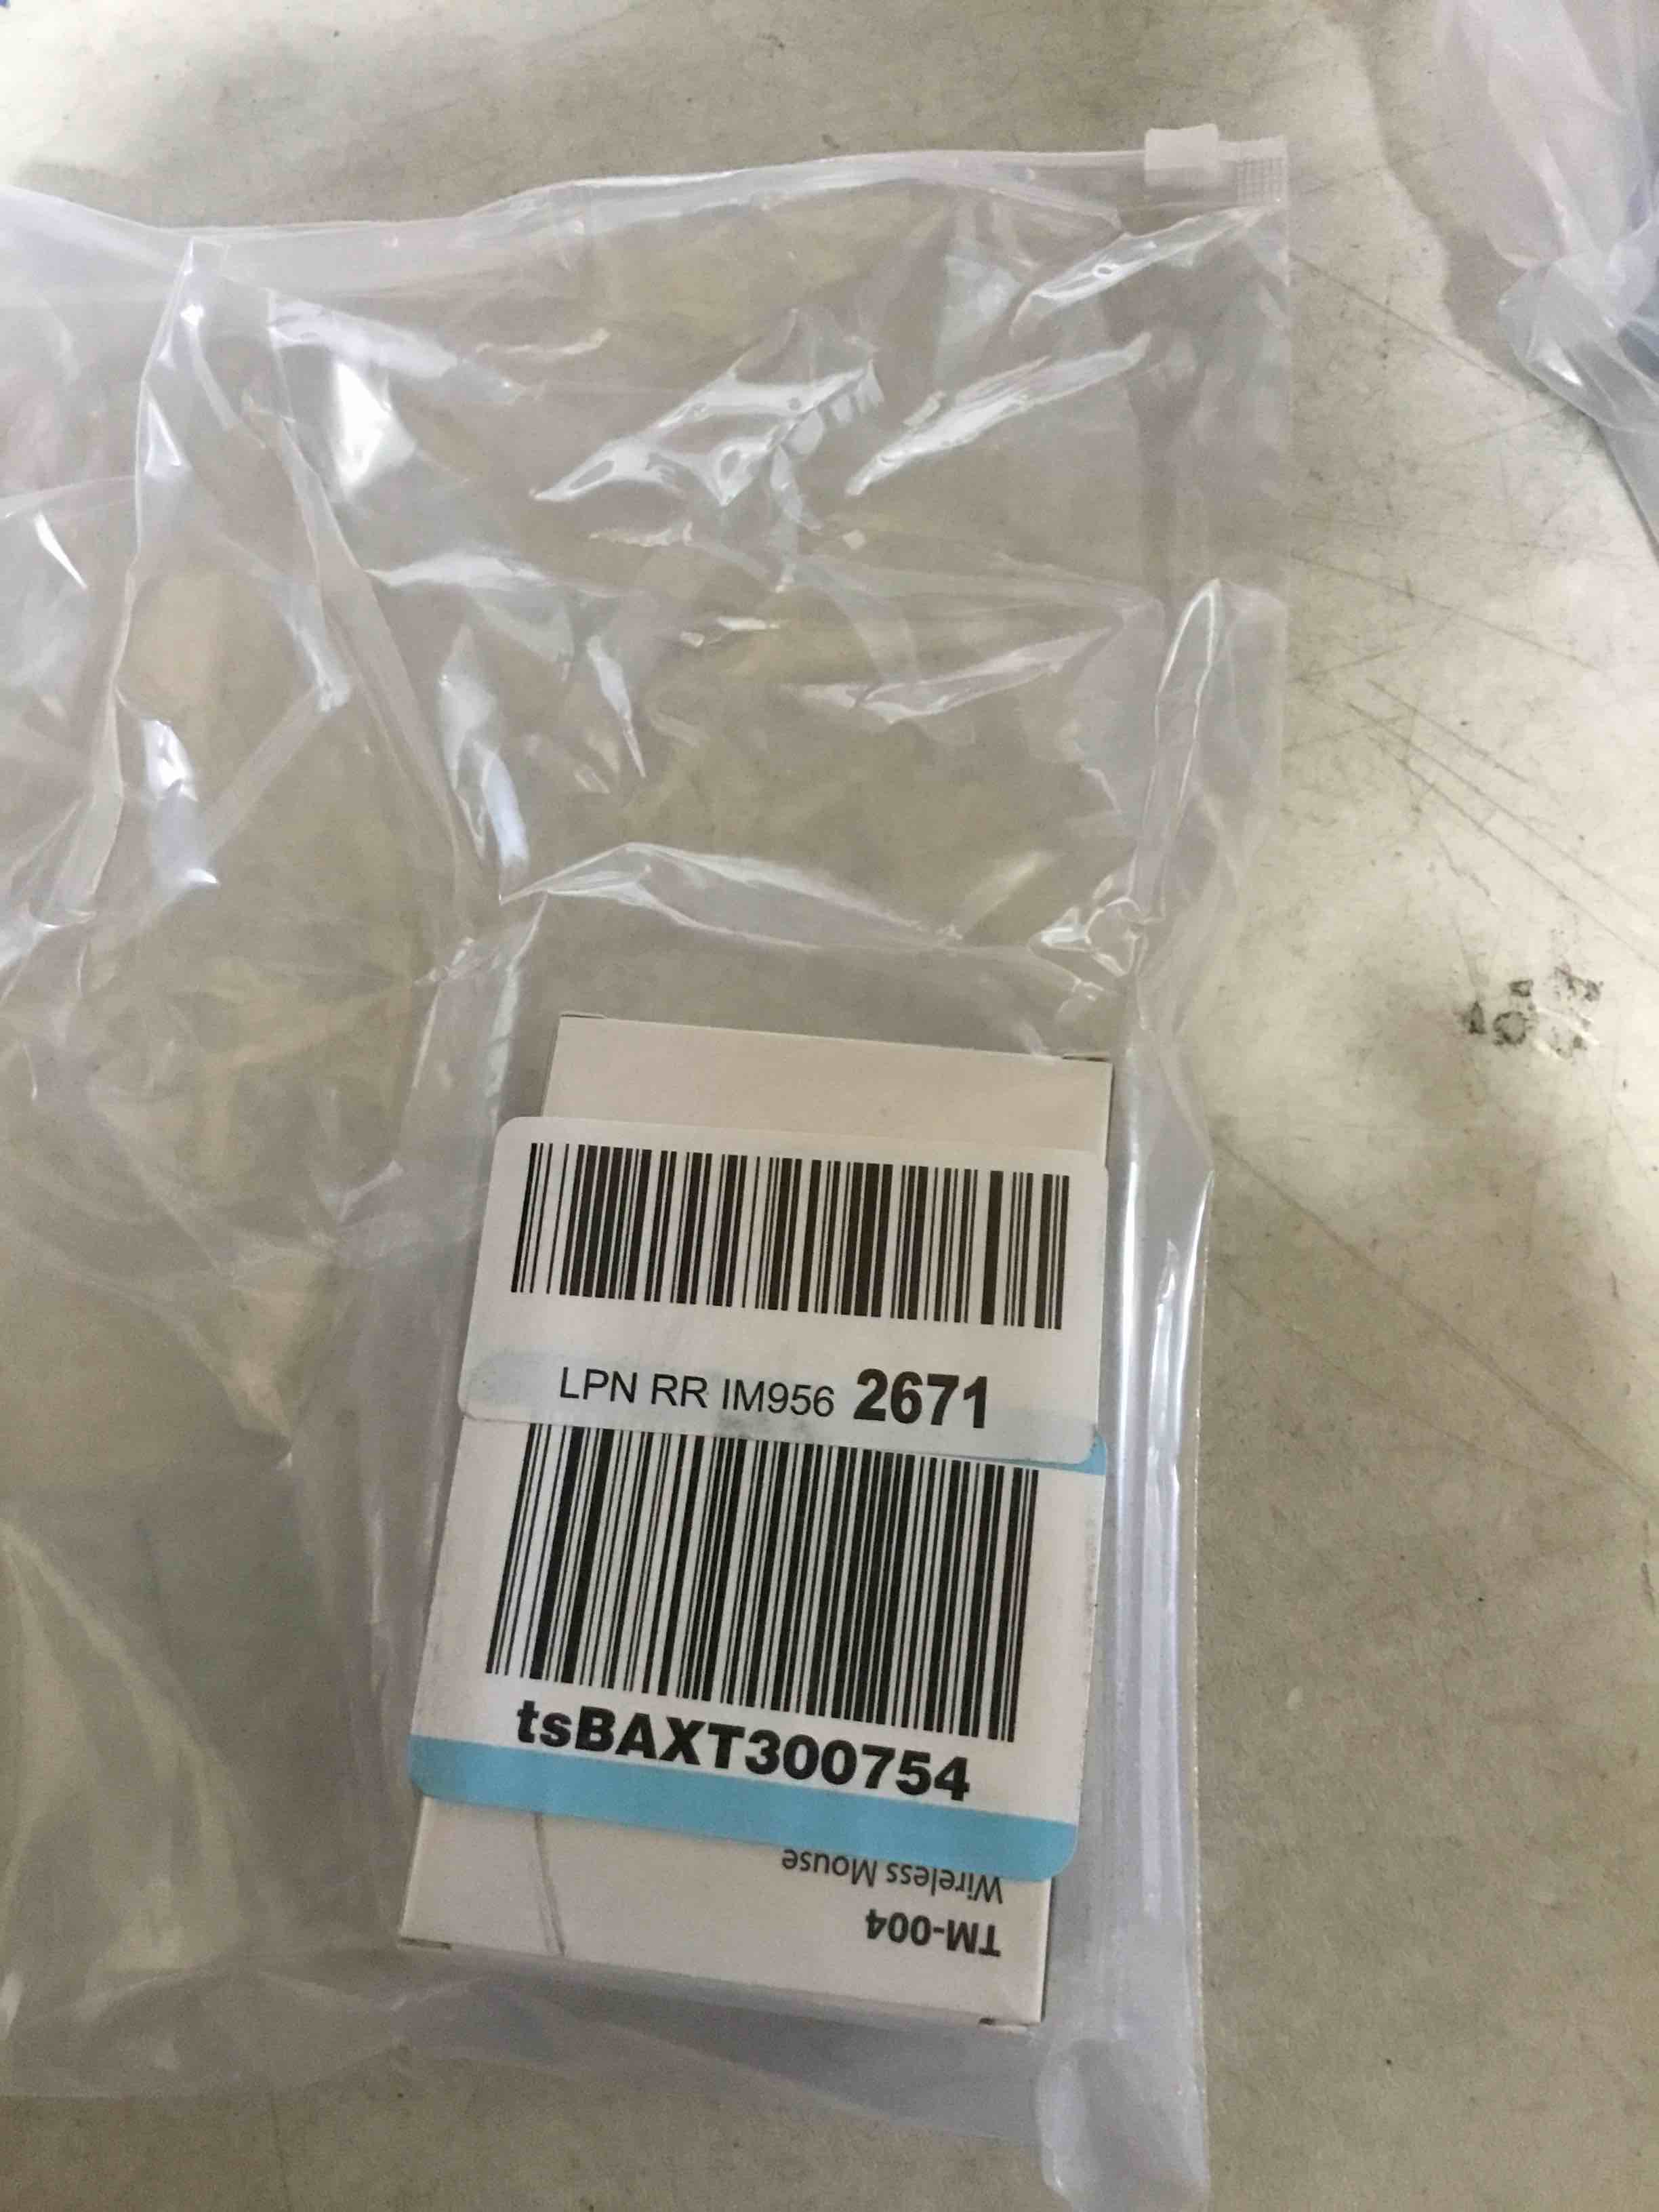 LPN RR IM956 2671
tsBAXT300754
TM-004
Wireless Mouse